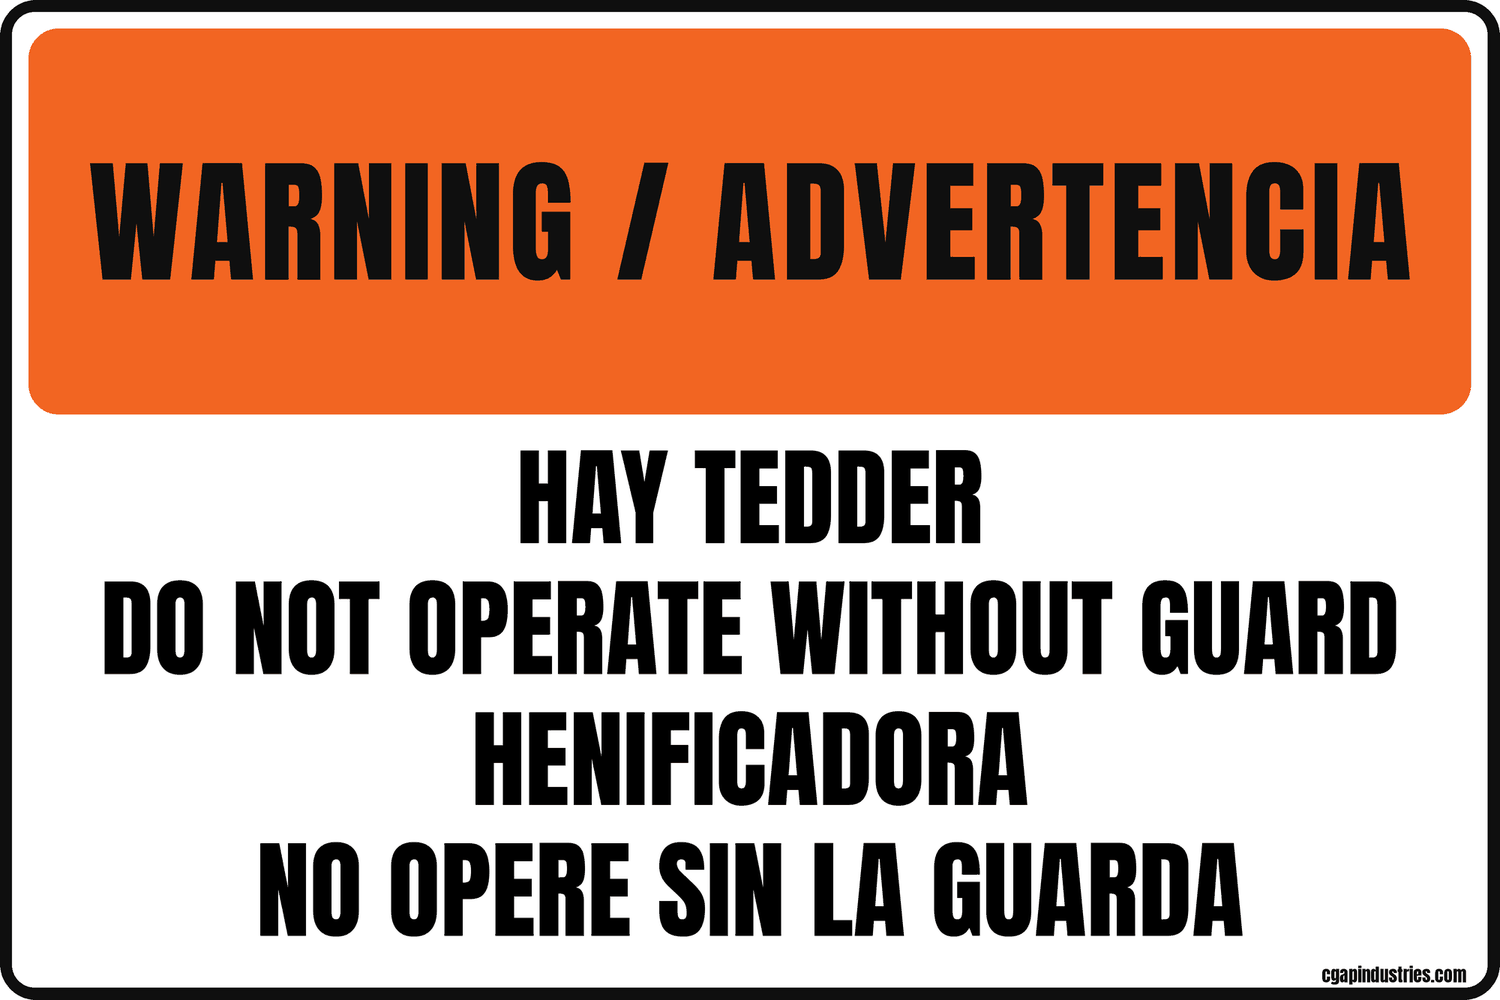 WARNING / ADVERTENCIA
HAY TEDDER
DO NOT OPERATE WITHOUT GUARD
HENIFICADORA
NO OPERE SIN LA GUARDA
cgapindustries.com